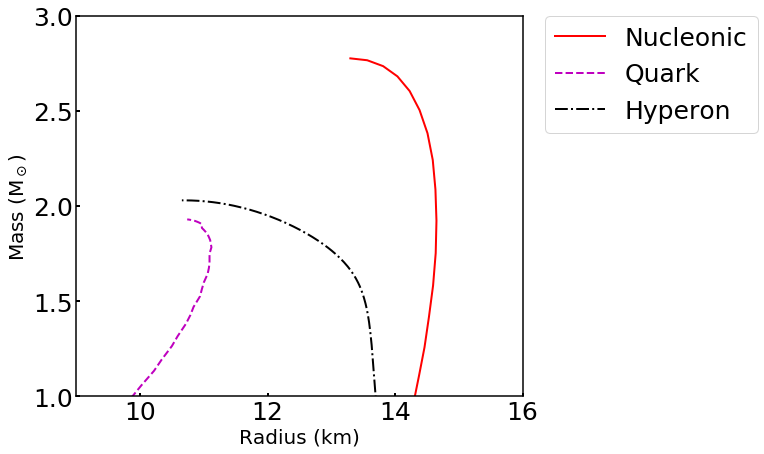 3.0
2.5
2.0
1.5
1.0
Mass (M⊙)
10
12
14
16
Radius (km)
Nucleonic
Quark
Hyperon